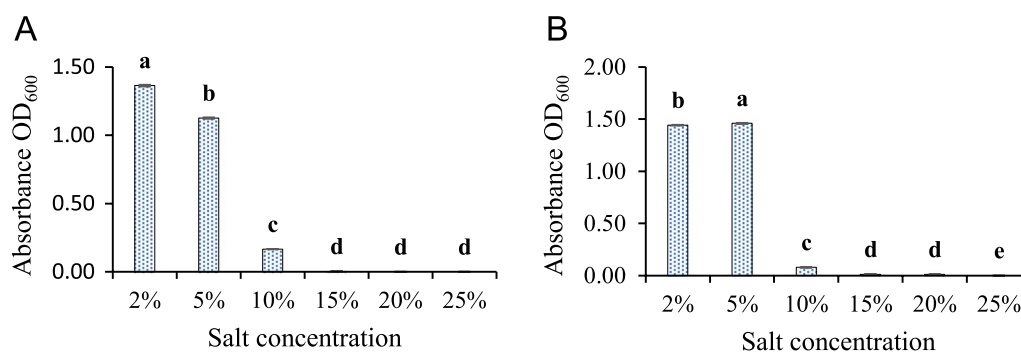 A
a
1.50
b
1.00
0.50
c
d d d
0.00
2% 5% 10% 15% 20% 25%
Salt concentration
Absorbance OD600
B
2.00
b a
1.50
1.00
0.50
c d d e
0.00
2% 5% 10% 15% 20% 25%
Salt concentration
Absorbance OD600